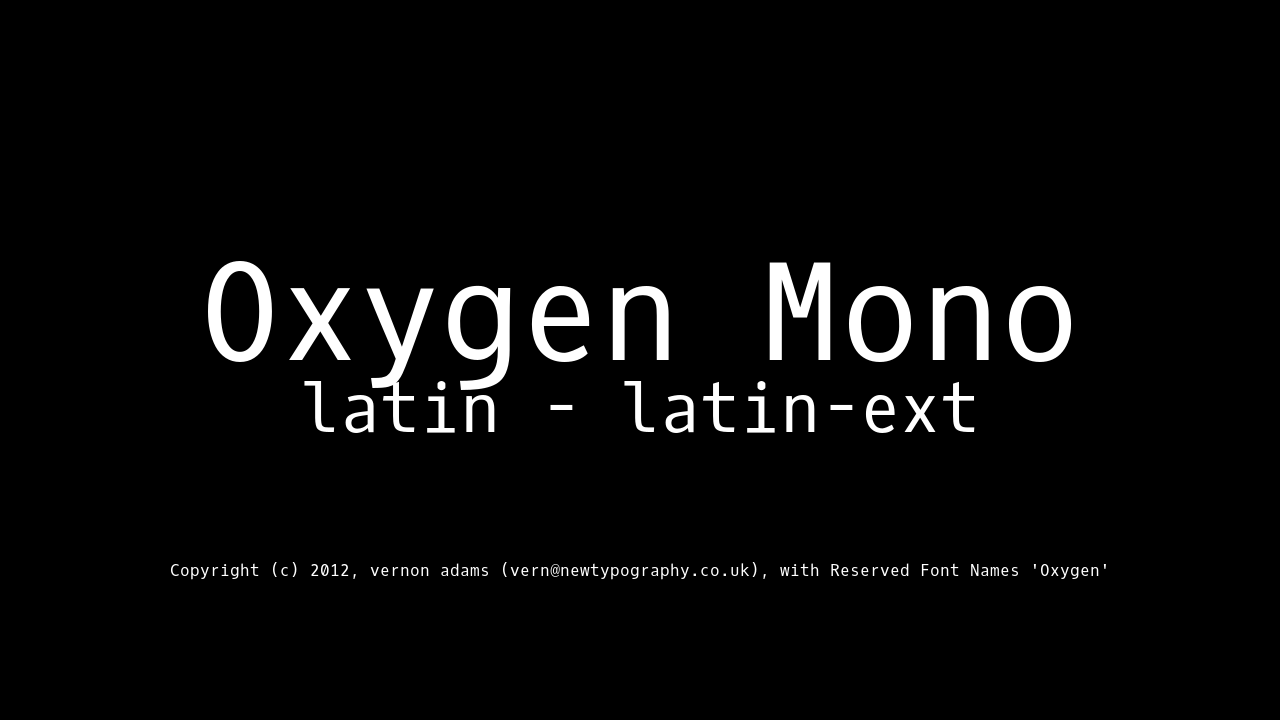 Oxygen Mono
latin - latin-ext
Copyright (c) 2012, vernon adams (vern@newtypography.co.uk), with Reserved Font Names 'Oxygen'